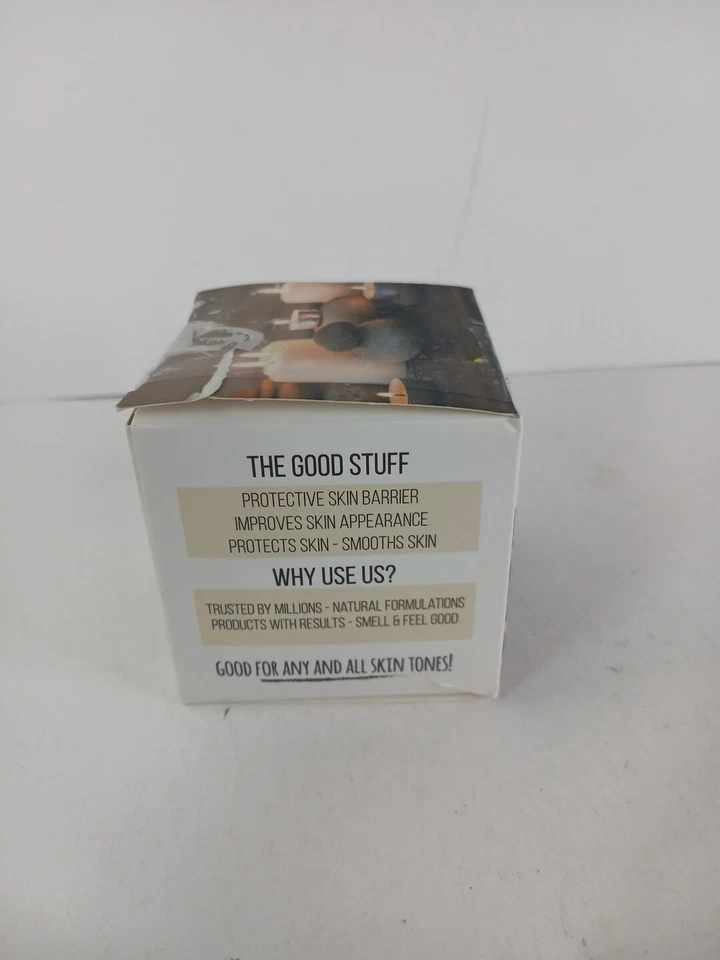 THE GOOD STUFF
PROTECTIVE SKIN BARRIER
IMPROVES SKIN APPEARANCE
PROTECTS SKIN - SMOOTHS SKIN
WHY USE US?
TRUSTED BY MILLIONS - NATURAL FORMULATIONS
PRODUCTS WITH RESULTS - SMELL & FEEL GOOD
GOOD FOR ANY AND ALL SKIN TONES!